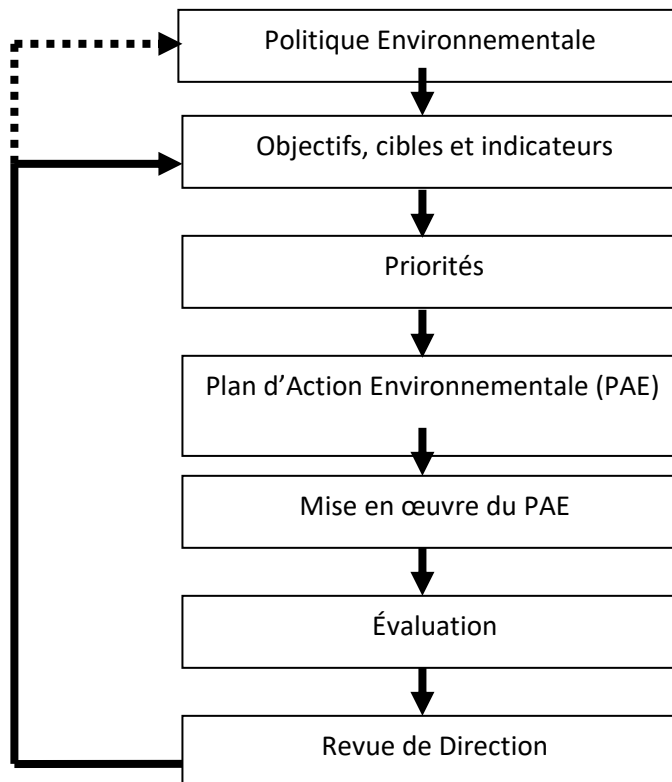 Politique Environnementale
Objectifs, cibles et indicateurs
Priorités
Plan d’Action Environnementale (PAE)
Mise en œuvre du PAE
Évaluation
Revue de Direction